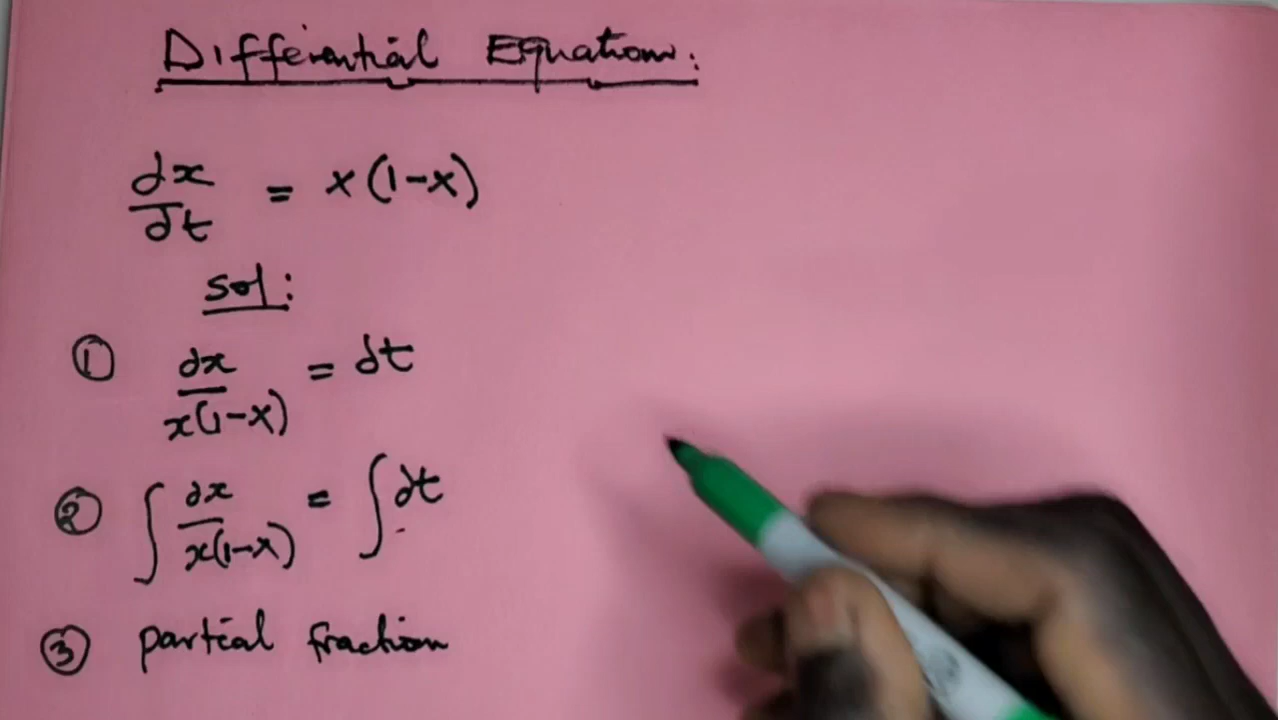 Differential Equation:
dx/dt = x(1-x)
sol:
① dx/x(1-x) = dt
② ∫ dx/x(1-x) = ∫ dt
③ partial fraction